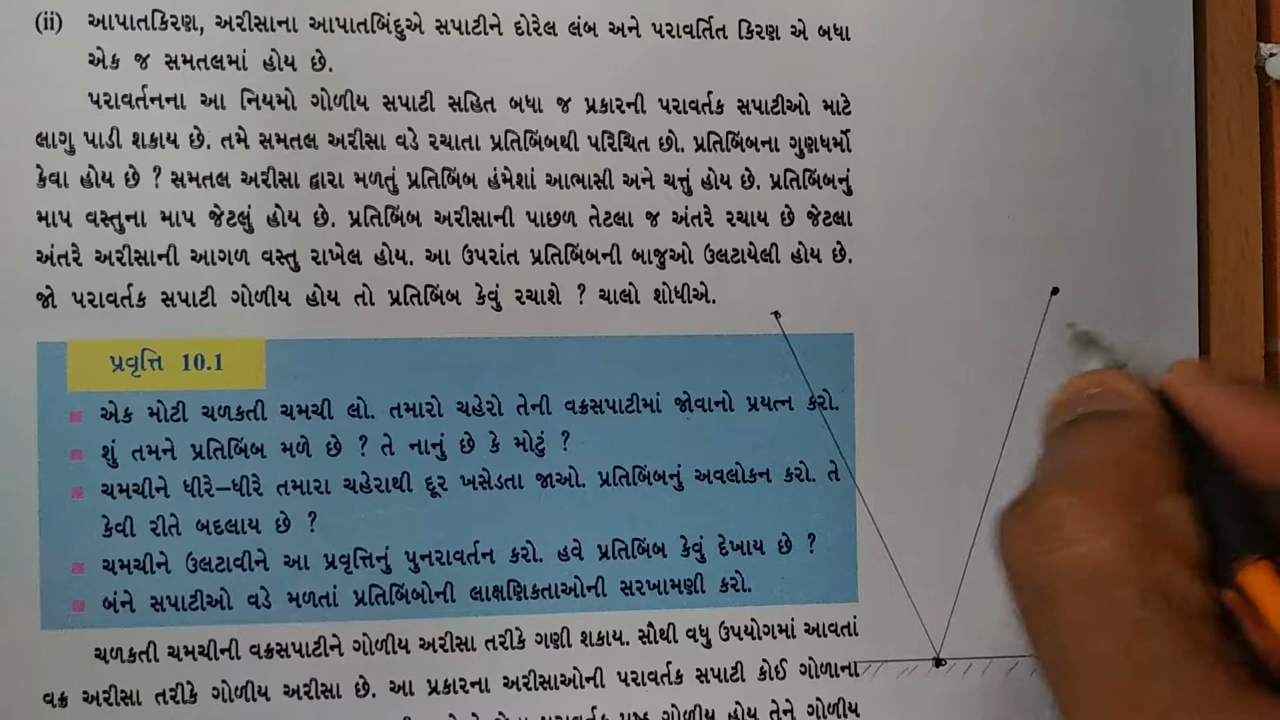 (ii) આપાતકિરણ, અરીસાના આપાતબિંદુએ સપાટીને દોરેલ લંબ અને પરાવર્તિત કિરણ એ બધા
એક જ સમતલમાં હોય છે.
પરાવર્તનના આ નિયમો ગોળીય સપાટી સહિત બધા જ પ્રકારની પરાવર્તક સપાટીઓ માટે
લાગુ પાડી શકાય છે. તમે સમતલ અરીસા વડે રચાતા પ્રતિબિંબથી પરિચિત છો. પ્રતિબિંબના ગુણધર્મો
કેવા હોય છે ? સમતલ અરીસા દ્વારા મળતું પ્રતિબિંબ હંમેશાં આભાસી અને ચત્તું હોય છે. પ્રતિબિંબનું
માપ વસ્તુના માપ જેટલું હોય છે. પ્રતિબિંબ અરીસાની પાછળ તેટલા જ અંતરે રચાય છે જેટલા
અંતરે અરીસાની આગળ વસ્તુ રાખેલ હોય. આ ઉપરાંત પ્રતિબિંબની બાજુઓ ઉલટાયેલી હોય છે.
જો પરાવર્તક સપાટી ગોળીય હોય તો પ્રતિબિંબ કેવું રચાશે ? ચાલો શોધીએ.
પ્રવૃત્તિ 10.1
એક મોટી ચળકતી ચમચી લો. તમારો ચહેરો તેની વક્રસપાટીમાં જોવાનો પ્રયત્ન કરો.
શું તમને પ્રતિબિંબ મળે છે ? તે નાનું છે કે મોટું ?
ચમચીને ધીરે–ધીરે તમારા ચહેરાથી દૂર ખસેડતા જાઓ. પ્રતિબિંબનું અવલોકન કરો. તે
કેવી રીતે બદલાય છે ?
ચમચીને ઉલટાવીને આ પ્રવૃત્તિનું પુનરાવર્તન કરો. હવે પ્રતિબિંબ કેવું દેખાય છે ?
બંને સપાટીઓ વડે મળતાં પ્રતિબિંબોની લાક્ષણિકતાઓની સરખામણી કરો.
ચળકતી ચમચીની વક્રસપાટીને ગોળીય અરીસા તરીકે ગણી શકાય. સૌથી વધુ ઉપયોગમાં આવતાં
વક્ર અરીસા તરીકે ગોળીય અરીસા છે. આ પ્રકારના અરીસાઓની પરાવર્તક સપાટી કોઈ ગોળાના
ગોળીય હોય તેને ગોળીય